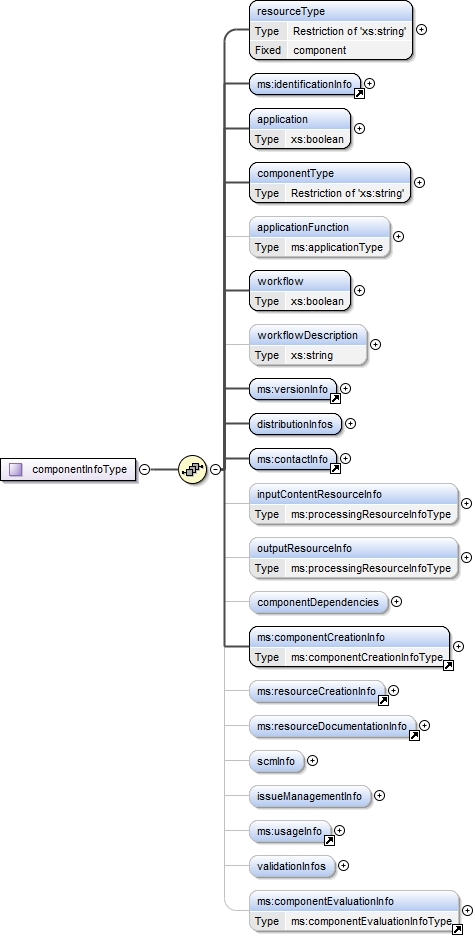 resourceType
Type Restriction of 'xs:string'
Fixed component
ms:identificationInfo
application
Type xs:boolean
componentType
Type Restriction of 'xs:string'
applicationFunction
Type ms:applicationType
workflow
Type xs:boolean
workflowDescription
Type xs:string
ms:versionInfo
distributionInfos
ms:contactInfo
componentInfoType
inputContentResourceInfo
Type ms:processingResourceInfoType
outputResourceInfo
Type ms:processingResourceInfoType
componentDependencies
ms:componentCreationInfo
Type ms:componentCreationInfoType
ms:resourceCreationInfo
ms:resourceDocumentationInfo
scmInfo
issueManagementInfo
ms:usageInfo
validationInfos
ms:componentEvaluationInfo
Type ms:componentEvaluationInfoType